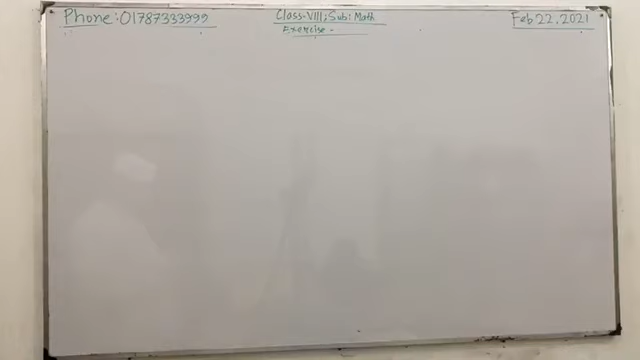 Phone: 01787333999
Class-VIII; Sub: Math
Exercise -
Feb 22, 2021